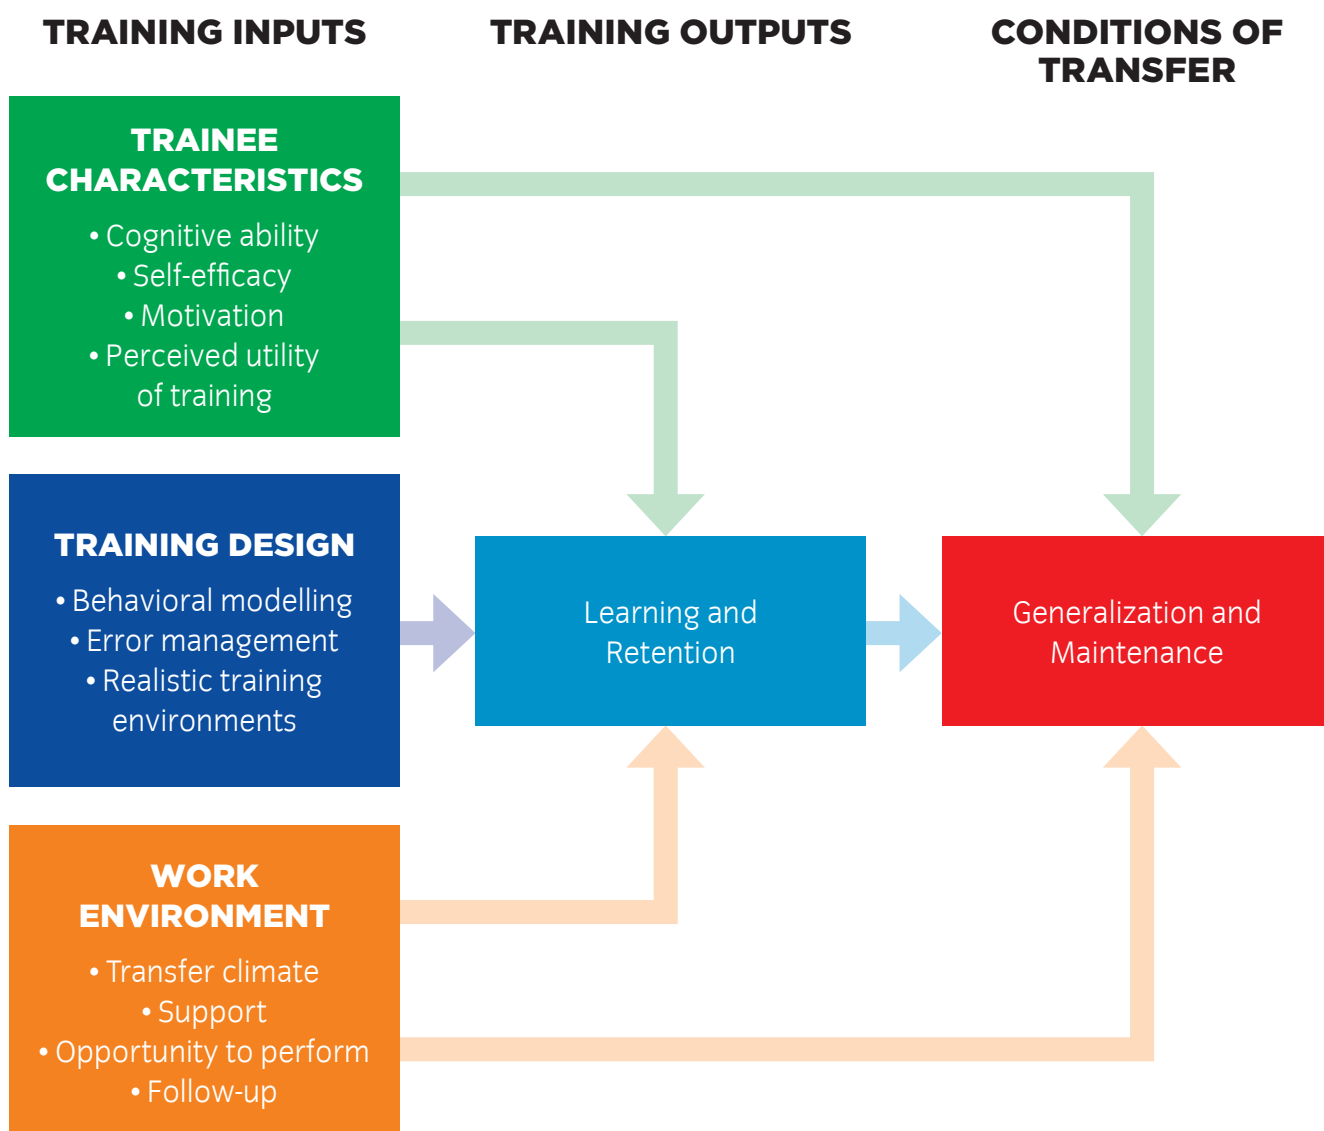 TRAINING INPUTS
TRAINING OUTPUTS
CONDITIONS OF
TRANSFER
TRAINEE
CHARACTERISTICS
• Cognitive ability
• Self-efficacy
• Motivation
• Perceived utility
of training
TRAINING DESIGN
• Behavioral modelling
• Error management
• Realistic training
environments
Learning and
Retention
Generalization and
Maintenance
WORK
ENVIRONMENT
• Transfer climate
• Support
• Opportunity to perform
• Follow-up